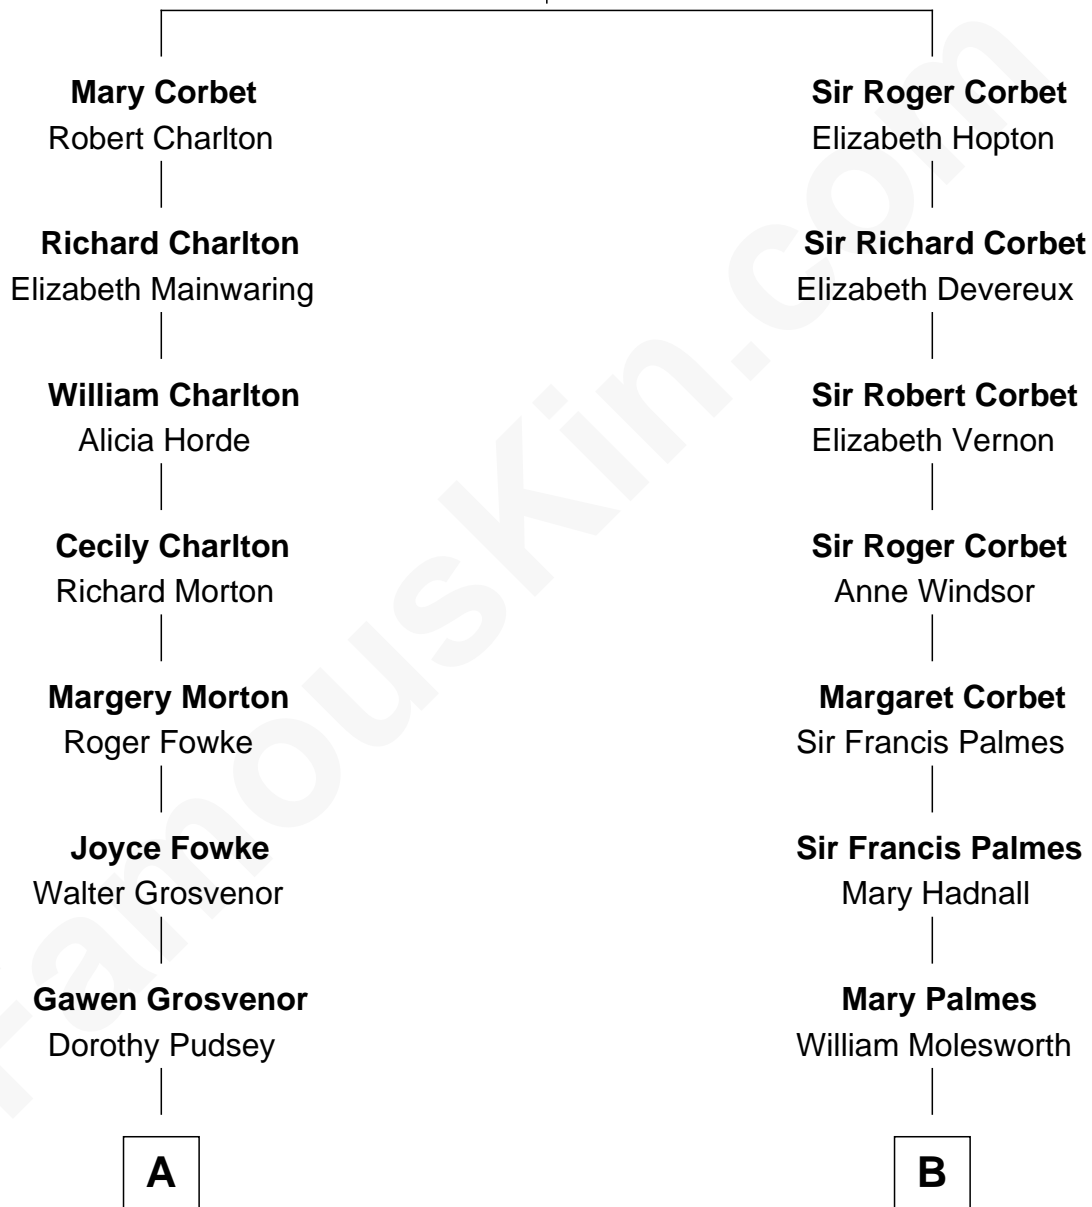 Mary Corbet
Robert Charlton
Richard Charlton
Elizabeth Mainwaring
William Charlton
Alicia Horde
Cecily Charlton
Richard Morton
Margery Morton
Roger Fowke
Joyce Fowke
Walter Grosvenor
Gawen Grosvenor
Dorothy Pudsey
A
Sir Roger Corbet
Elizabeth Hopton
Sir Richard Corbet
Elizabeth Devereux
Sir Robert Corbet
Elizabeth Vernon
Sir Roger Corbet
Anne Windsor
Margaret Corbet
Sir Francis Palmes
Sir Francis Palmes
Mary Hadnall
Mary Palmes
William Molesworth
B
FamousKin.com